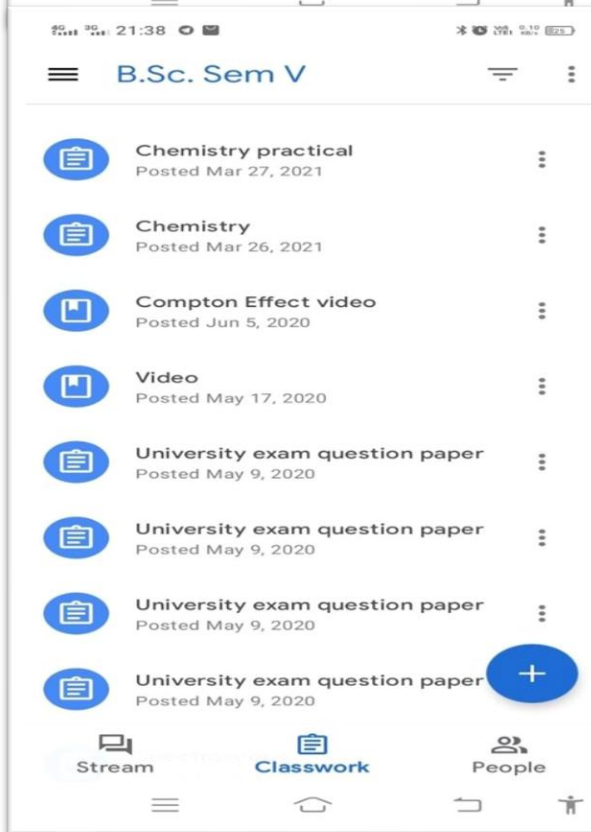 4G 3G 21:38
B.Sc. Sem V
Chemistry practical
Posted Mar 27, 2021
Chemistry
Posted Mar 26, 2021
Compton Effect video
Posted Jun 5, 2020
Video
Posted May 17, 2020
University exam question paper
Posted May 9, 2020
University exam question paper
Posted May 9, 2020
University exam question paper
Posted May 9, 2020
University exam question paper
Posted May 9, 2020
Stream Classwork People